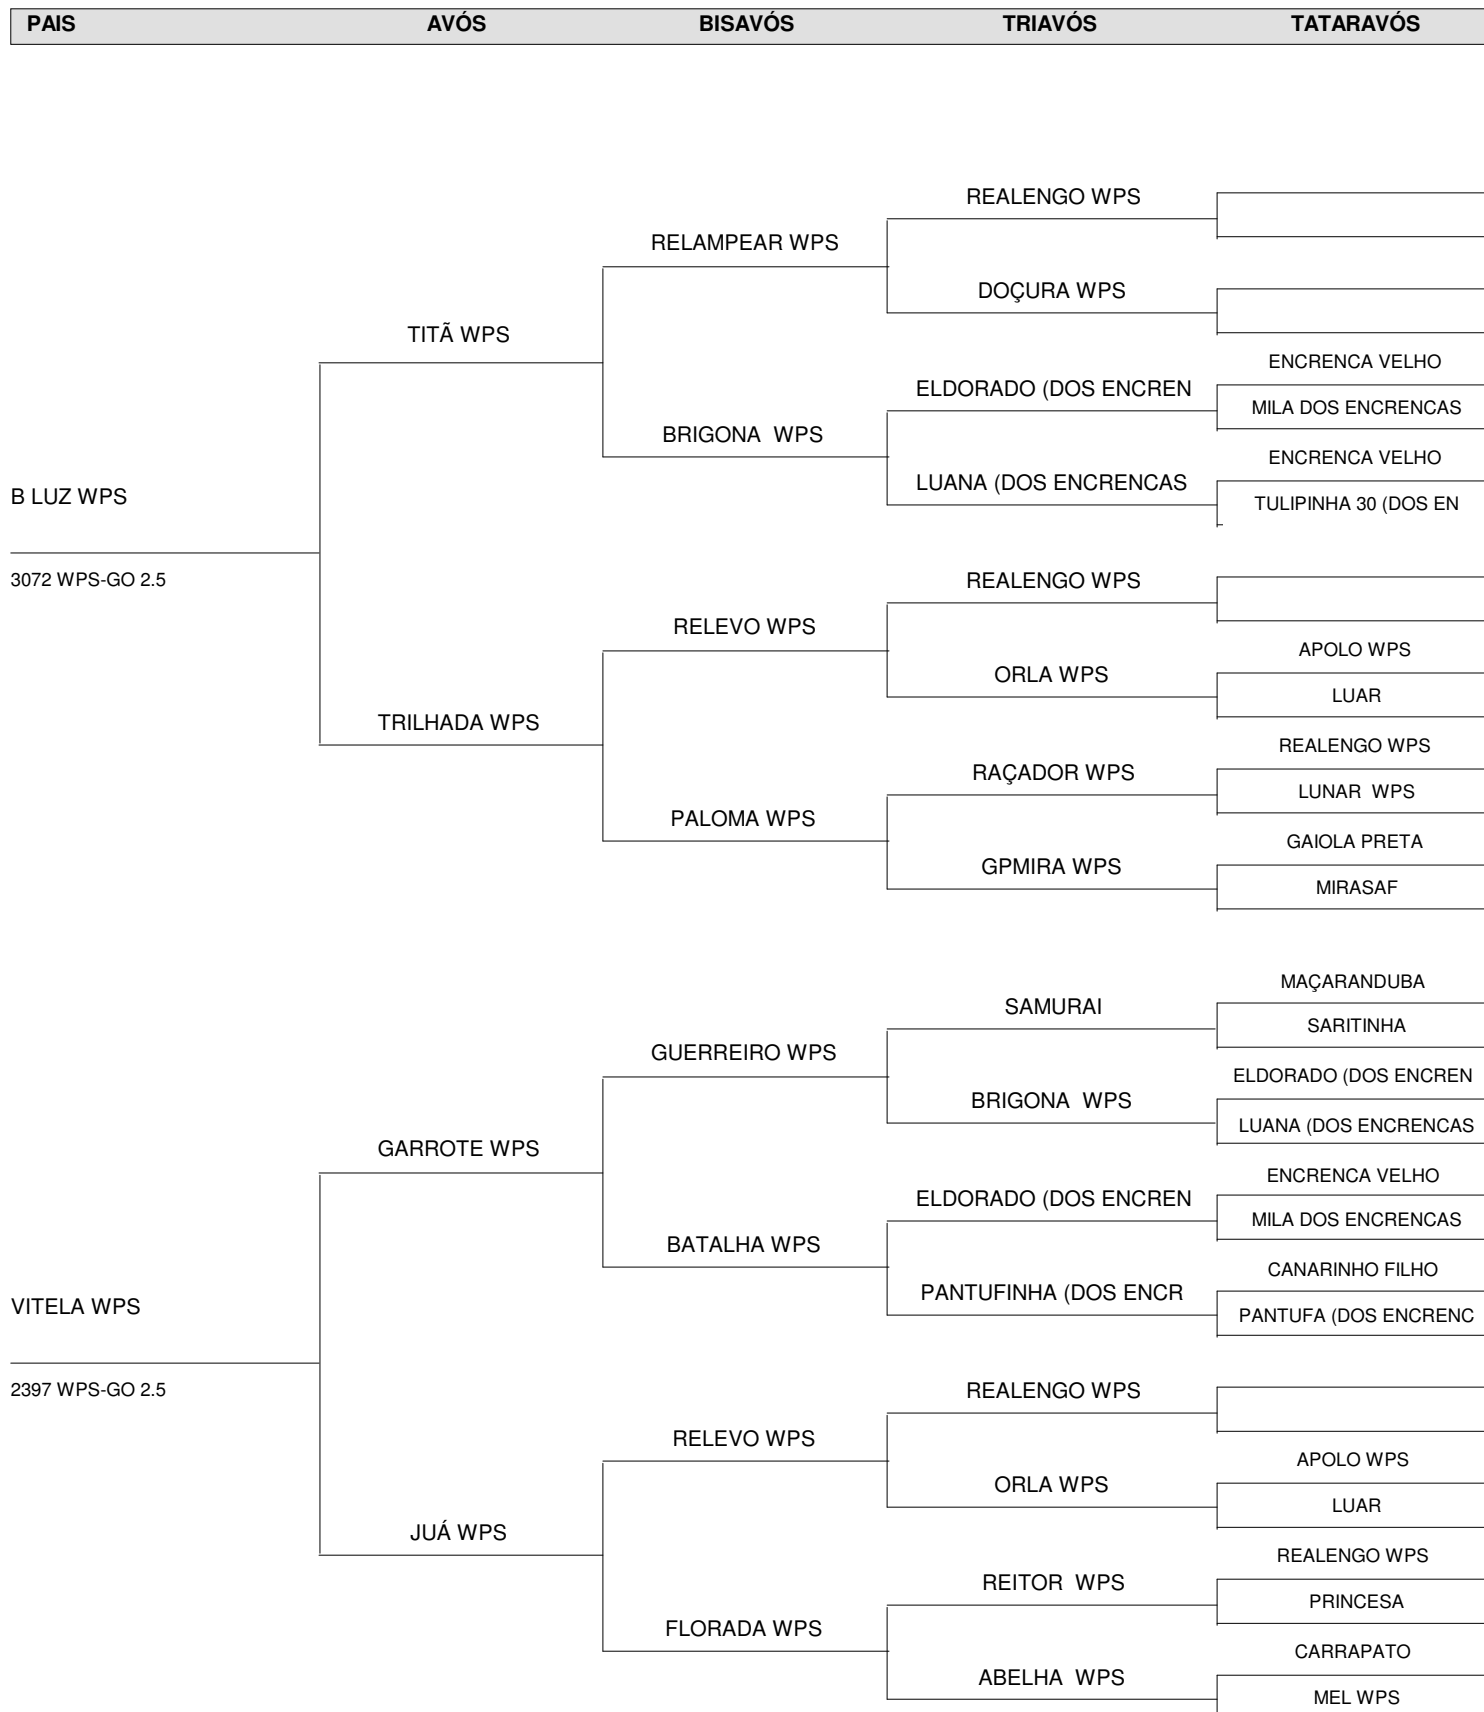 PAIS AVÓS BISAVÓS TRIAVÓS TATARAVÓS
REALENGO WPS
RELAMPEAR WPS
DOÇURA WPS
TITÃ WPS
ENCRENCA VELHO
ELDORADO (DOS ENCREN
MILA DOS ENCRENCAS
BRIGONA WPS
ENCRENCA VELHO
LUANA (DOS ENCRENCAS
B LUZ WPS
TULIPINHA 30 (DOS EN
3072 WPS-GO 2.5
REALENGO WPS
RELEVO WPS
APOLO WPS
ORLA WPS
LUAR
TRILHADA WPS
REALENGO WPS
RAÇADOR WPS
LUNAR WPS
PALOMA WPS
GAIOLA PRETA
GPMIRA WPS
MIRASAF
MAÇARANDUBA
SAMURAI
SARITINHA
GUERREIRO WPS
ELDORADO (DOS ENCREN
BRIGONA WPS
LUANA (DOS ENCRENCAS
GARROTE WPS
ENCRENCA VELHO
ELDORADO (DOS ENCREN
MILA DOS ENCRENCAS
BATALHA WPS
CANARINHO FILHO
PANTUFINHA (DOS ENCR
VITELA WPS
PANTUFA (DOS ENCRENC
2397 WPS-GO 2.5
REALENGO WPS
RELEVO WPS
APOLO WPS
ORLA WPS
LUAR
JUÁ WPS
REALENGO WPS
REITOR WPS
PRINCESA
FLORADA WPS
CARRAPATO
ABELHA WPS
MEL WPS